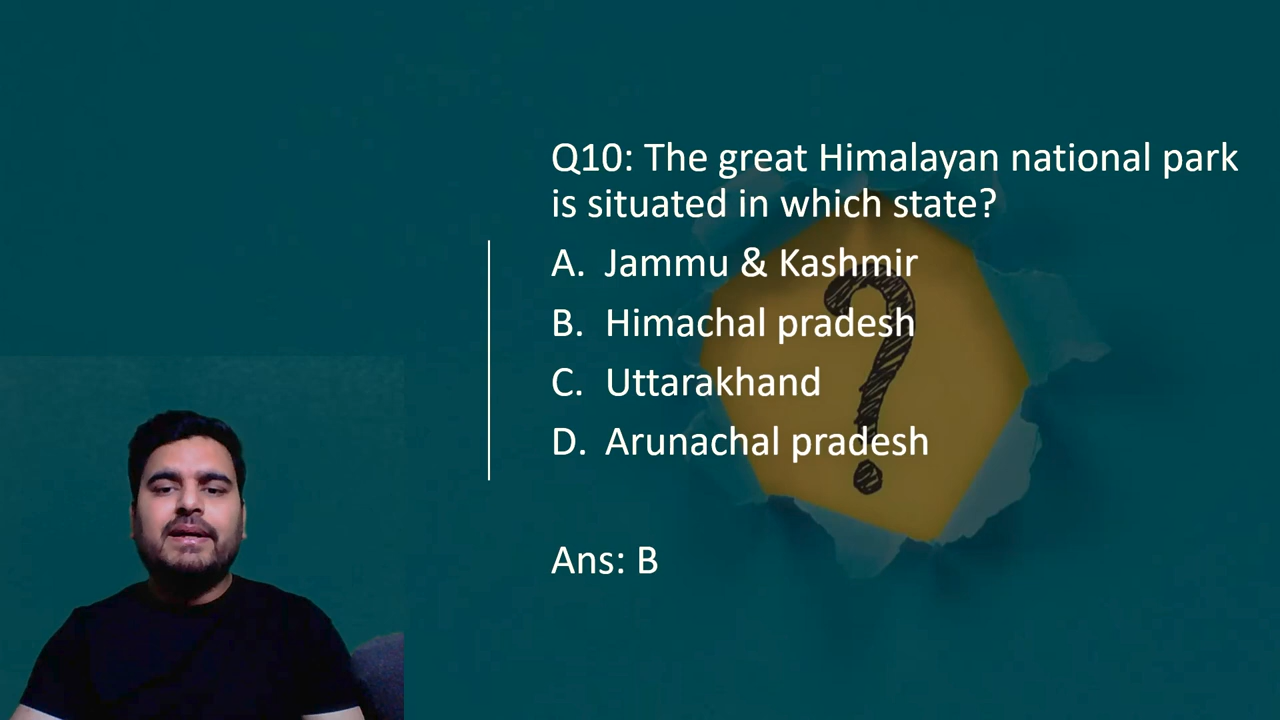 Q10: The great Himalayan national park
is situated in which state?
A. Jammu & Kashmir
B. Himachal pradesh
C. Uttarakhand
D. Arunachal pradesh
Ans: B